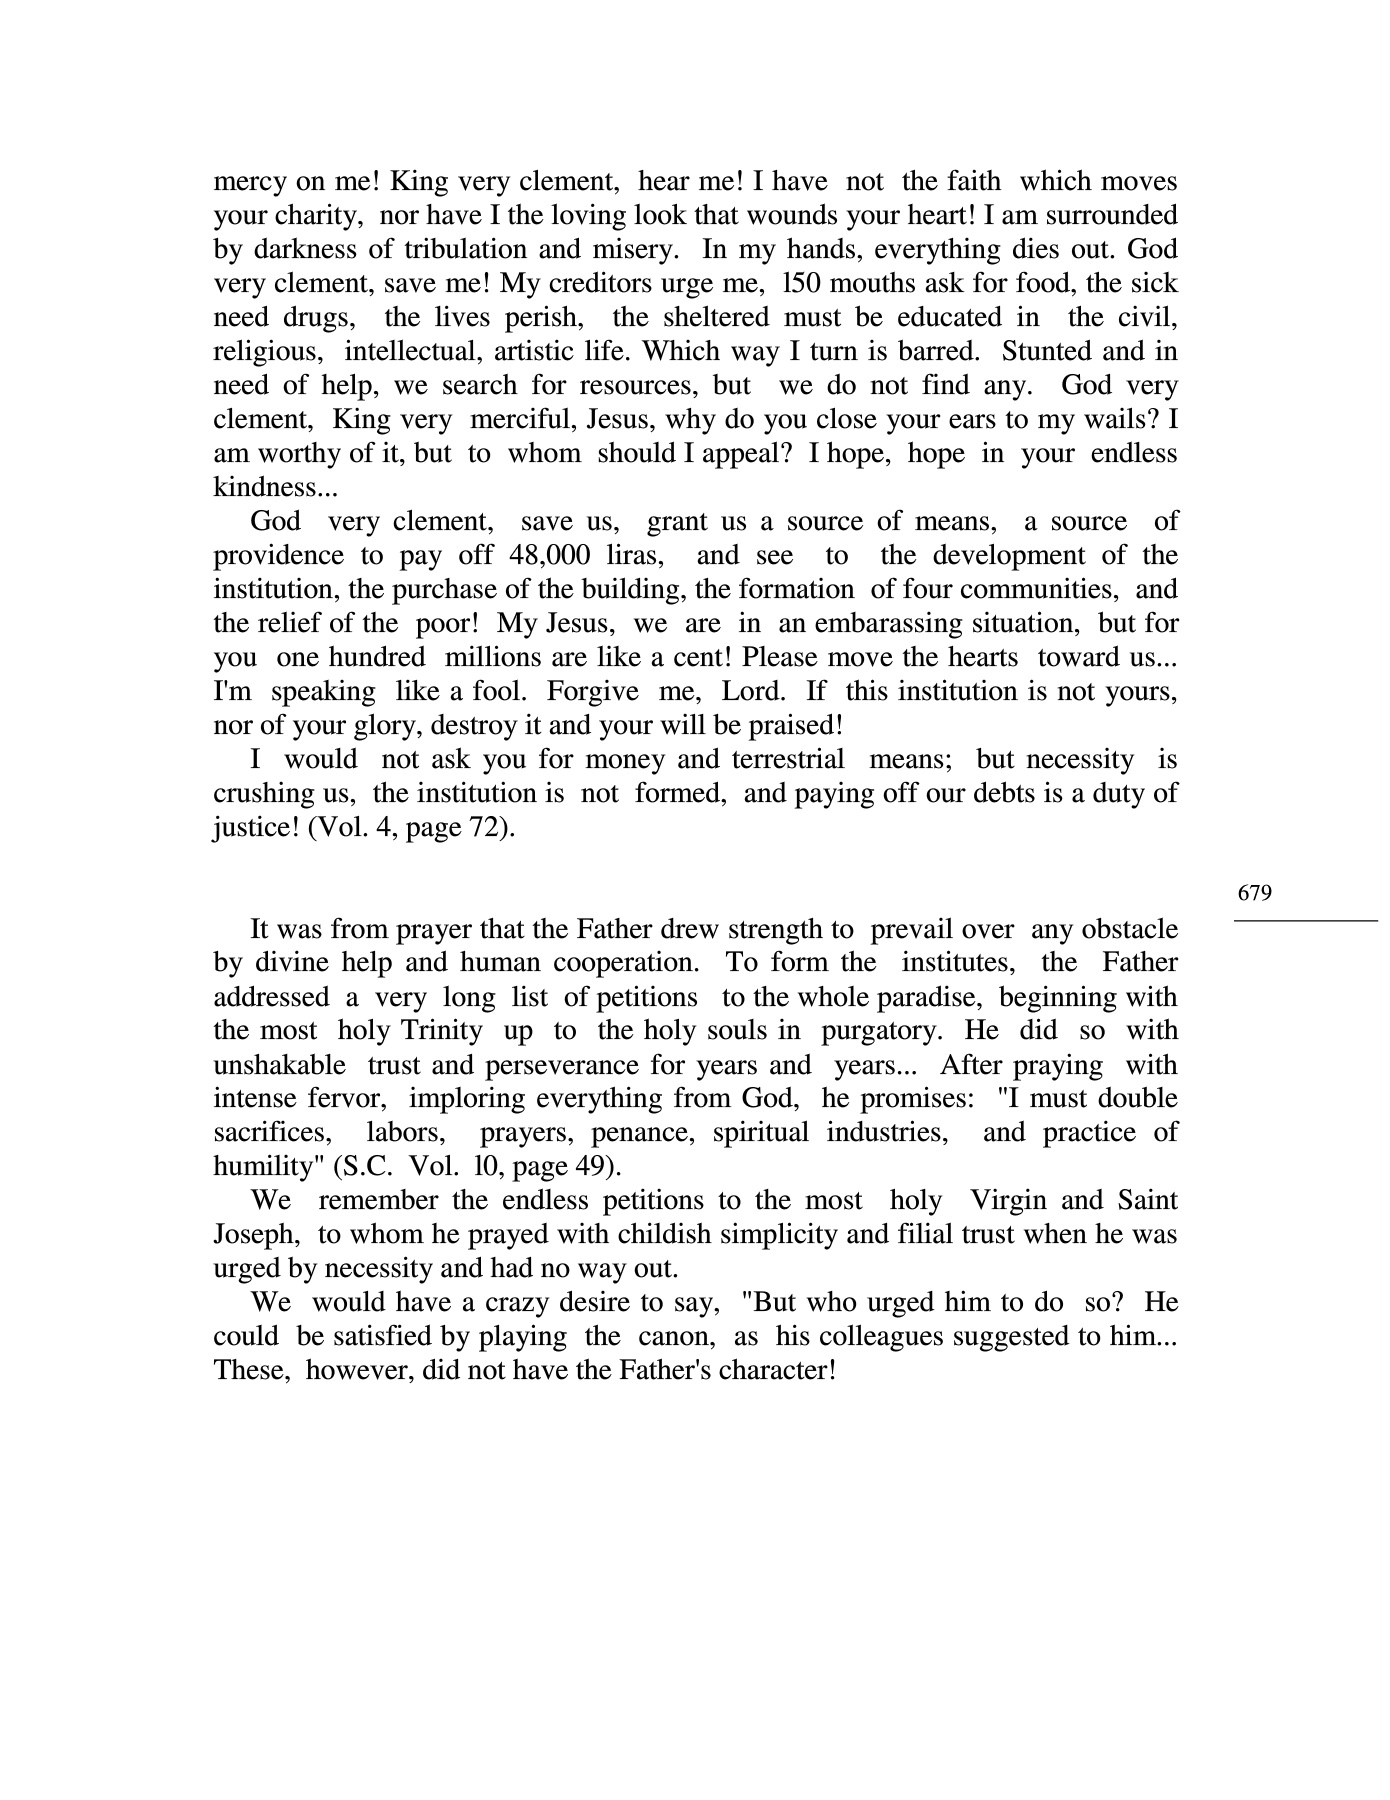 mercy on me! King very clement, hear me! I have not the faith which moves
your charity, nor have I the loving look that wounds your heart! I am surrounded
by darkness of tribulation and misery. In my hands, everything dies out. God
very clement, save me! My creditors urge me, l50 mouths ask for food, the sick
need drugs, the lives perish, the sheltered must be educated in the civil,
religious, intellectual, artistic life. Which way I turn is barred. Stunted and in
need of help, we search for resources, but we do not find any. God very
clement, King very merciful, Jesus, why do you close your ears to my wails? I
am worthy of it, but to whom should I appeal? I hope, hope in your endless
kindness...
God very clement, save us, grant us a source of means, a source of
providence to pay off 48,000 liras, and see to the development of the
institution, the purchase of the building, the formation of four communities, and
the relief of the poor! My Jesus, we are in an embarassing situation, but for
you one hundred millions are like a cent! Please move the hearts toward us...
I'm speaking like a fool. Forgive me, Lord. If this institution is not yours,
nor of your glory, destroy it and your will be praised!
I would not ask you for money and terrestrial means; but necessity is
crushing us, the institution is not formed, and paying off our debts is a duty of
justice! (Vol. 4, page 72).
679
It was from prayer that the Father drew strength to prevail over any obstacle
by divine help and human cooperation. To form the institutes, the Father
addressed a very long list of petitions to the whole paradise, beginning with
the most holy Trinity up to the holy souls in purgatory. He did so with
unshakable trust and perseverance for years and years... After praying with
intense fervor, imploring everything from God, he promises: "I must double
sacrifices, labors, prayers, penance, spiritual industries, and practice of
humility" (S.C. Vol. l0, page 49).
We remember the endless petitions to the most holy Virgin and Saint
Joseph, to whom he prayed with childish simplicity and filial trust when he was
urged by necessity and had no way out.
We would have a crazy desire to say, "But who urged him to do so? He
could be satisfied by playing the canon, as his colleagues suggested to him...
These, however, did not have the Father's character!